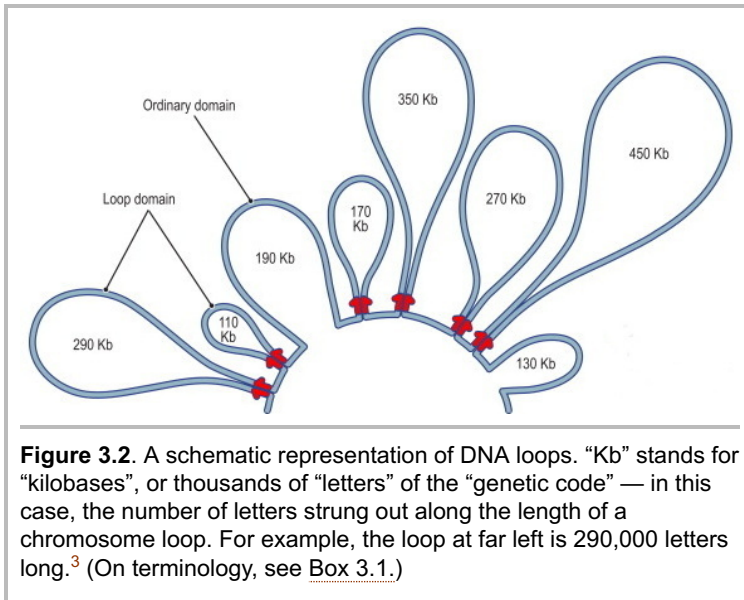 350 Kb
Ordinary domain
450 Kb
Loop domain
170
Kb
270 Kb
190 Kb
110
Kb
290 Kb
130 Kb
Figure 3.2. A schematic representation of DNA loops. “Kb” stands for
“kilobases”, or thousands of “letters” of the “genetic code” — in this
case, the number of letters strung out along the length of a
chromosome loop. For example, the loop at far left is 290,000 letters
long.3 (On terminology, see Box 3.1.)